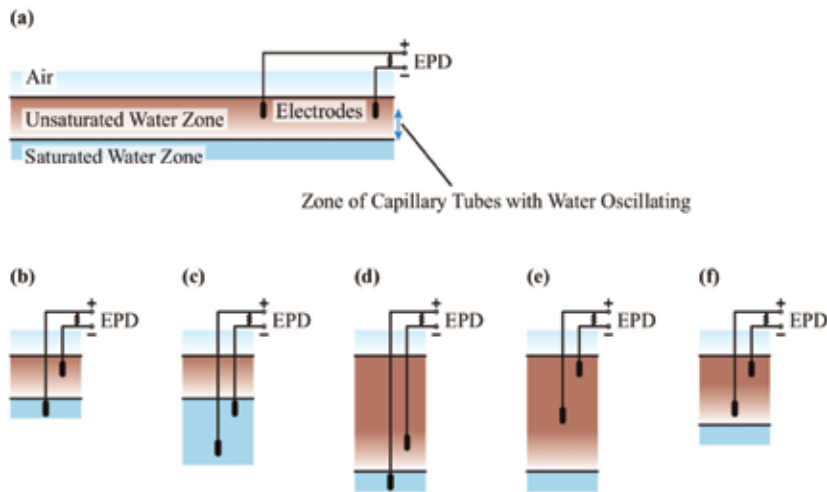 (a)
+
EPD
−
Air
Unsaturated Water Zone
Electrodes
Saturated Water Zone
Zone of Capillary Tubes with Water Oscillating
(b)
(c)
(d)
(e)
(f)
+
EPD
−
+
EPD
−
+
EPD
−
+
EPD
−
+
EPD
−